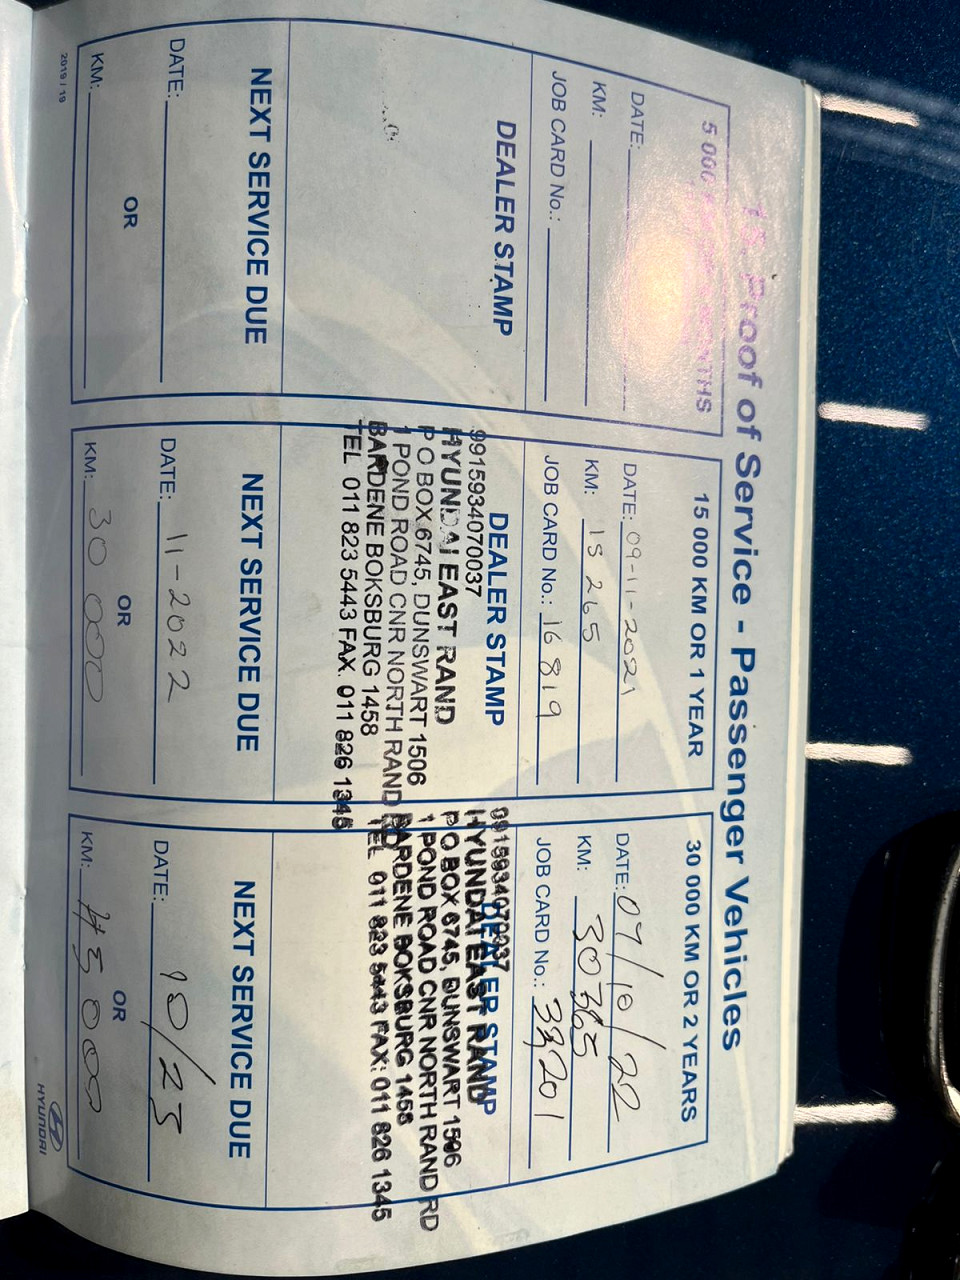 16. Proof of Service - Passenger Vehicles
5 000
DATE:
KM:
JOB CARD No.:
DEALER STAMP
NEXT SERVICE DUE
DATE:
OR
KM:
2019 / 19
15 000 KM OR 1 YEAR
DATE: 09-11-2021
KM: 15 265
JOB CARD No.: 16 819
DEALER STAMP
9915934070037
HYUNDAI EAST RAND
P O BOX 6745, DUNSWART 1506
1 POND ROAD CNR NORTH RAND RD
BARDENE BOKSBURG 1458
TEL 011 823 5443 FAX. 011 826 1345
NEXT SERVICE DUE
DATE: 11-2022
OR
KM: 30 000
30 000 KM OR 2 YEARS
DATE: 07/10/22
KM: 30365
JOB CARD No.:
DEALER STAMP
HYUNDAI EAST RAND
P O BOX 6745, DUNSWART 1506
1 POND ROAD CNR NORTH RAND RD
BARDENE BOKSBURG 1458
TEL 011 823 5443 FAX: 011 826 1345
NEXT SERVICE DUE
DATE: 10/23
OR
KM: 45 000
HYUNDAI